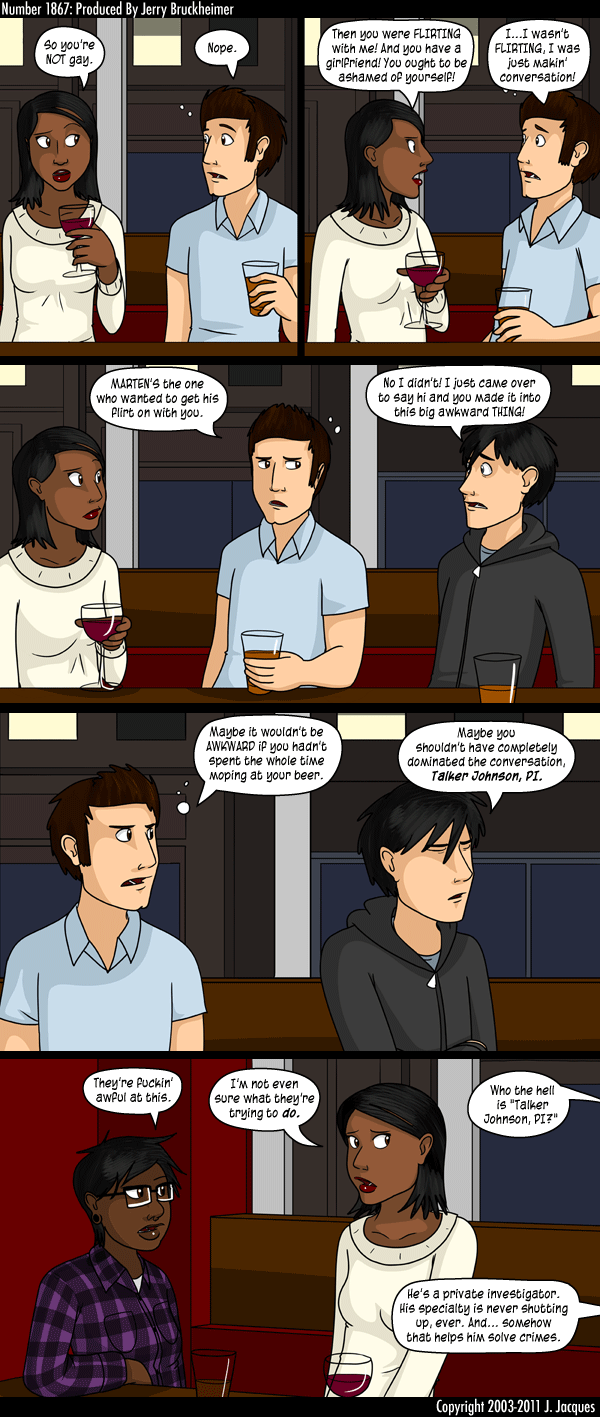 Number 1867: Produced By Jerry Bruckheimer
So you're
NOT gay.
Nope.
Then you were FLIRTING
with me! And you have a
girlfriend! You ought to be
ashamed of yourself!
I...I wasn't
FLIRTING, I was
just makin'
conversation!
MARTEN'S the one
who wanted to get his
flirt on with you.
No I didn't! I just came over
to say hi and you made it into
this big awkward THING!
Maybe it wouldn't be
AWKWARD if you hadn't
spent the whole time
moping at your beer.
Maybe you
shouldn't have completely
dominated the conversation,
Talker Johnson, PI.
They're fuckin'
awful at this.
I'm not even
sure what they're
trying to do.
Who the hell
is "Talker
Johnson, PI?"
He's a private investigator.
His specialty is never shutting
up, ever. And... somehow
that helps him solve crimes.
Copyright 2003-2011 J. Jacques